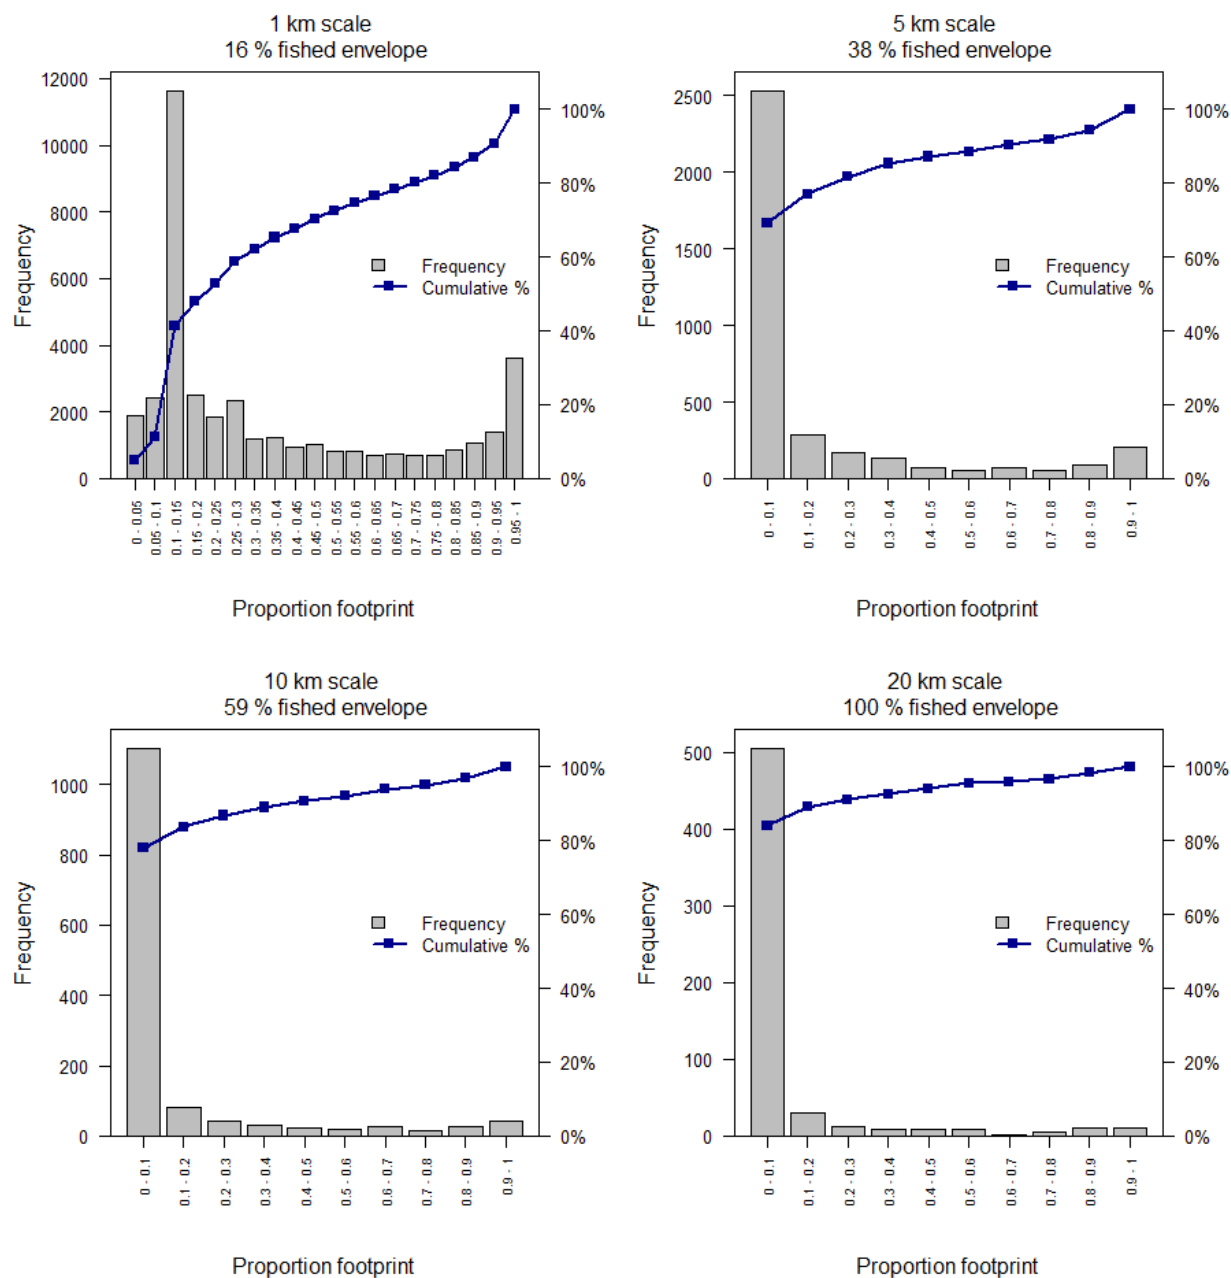 1 km scale
16 % fished envelope
12000
10000
8000
6000
4000
2000
0
Frequency
100%
80%
60%
40%
20%
0%
Frequency
Cumulative %
0 - 0.05
0.05 - 0.1
0.1 - 0.15
0.15 - 0.2
0.2 - 0.25
0.25 - 0.3
0.3 - 0.35
0.35 - 0.4
0.4 - 0.45
0.45 - 0.5
0.5 - 0.55
0.55 - 0.6
0.6 - 0.65
0.65 - 0.7
0.7 - 0.75
0.75 - 0.8
0.8 - 0.85
0.85 - 0.9
0.9 - 0.95
0.95 - 1
Proportion footprint
5 km scale
38 % fished envelope
2500
2000
1500
1000
500
0
Frequency
100%
80%
60%
40%
20%
0%
Frequency
Cumulative %
0 - 0.1
0.1 - 0.2
0.2 - 0.3
0.3 - 0.4
0.4 - 0.5
0.5 - 0.6
0.6 - 0.7
0.7 - 0.8
0.8 - 0.9
0.9 - 1
Proportion footprint
10 km scale
59 % fished envelope
1000
800
600
400
200
0
Frequency
100%
80%
60%
40%
20%
0%
Frequency
Cumulative %
0 - 0.1
0.1 - 0.2
0.2 - 0.3
0.3 - 0.4
0.4 - 0.5
0.5 - 0.6
0.6 - 0.7
0.7 - 0.8
0.8 - 0.9
0.9 - 1
Proportion footprint
20 km scale
100 % fished envelope
500
400
300
200
100
0
Frequency
100%
80%
60%
40%
20%
0%
Frequency
Cumulative %
0 - 0.1
0.1 - 0.2
0.2 - 0.3
0.3 - 0.4
0.4 - 0.5
0.5 - 0.6
0.6 - 0.7
0.7 - 0.8
0.8 - 0.9
0.9 - 1
Proportion footprint